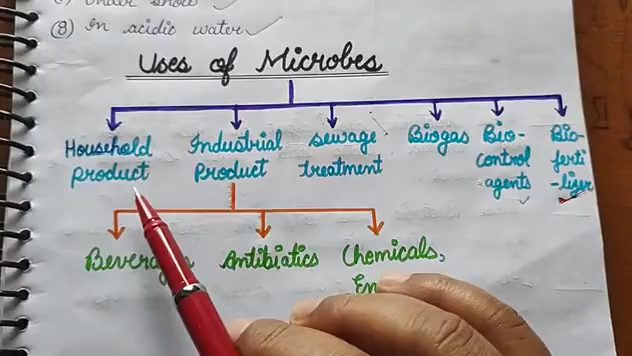 (8) In acidic water
Uses of Microbes
Household product
Industrial Product
Sewage treatment
Biogas
Bio-control agents
Bio-ferti-lizer
Antibiotics
Chemicals,